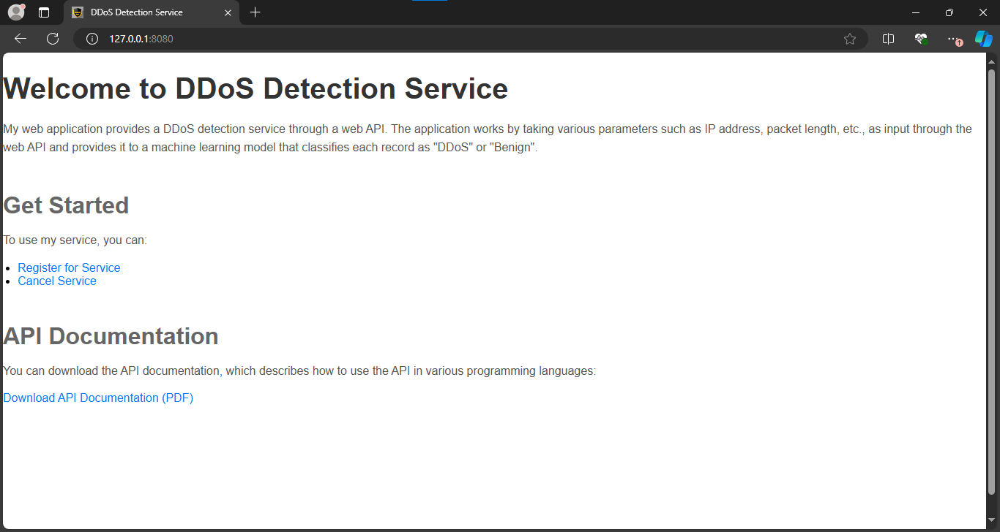 DDoS Detection Service
127.0.0.1:8080
Welcome to DDoS Detection Service
My web application provides a DDoS detection service through a web API. The application works by taking various parameters such as IP address, packet length, etc., as input through the
web API and provides it to a machine learning model that classifies each record as "DDoS" or "Benign".
Get Started
To use my service, you can:
Register for Service
Cancel Service
API Documentation
You can download the API documentation, which describes how to use the API in various programming languages:
Download API Documentation (PDF)